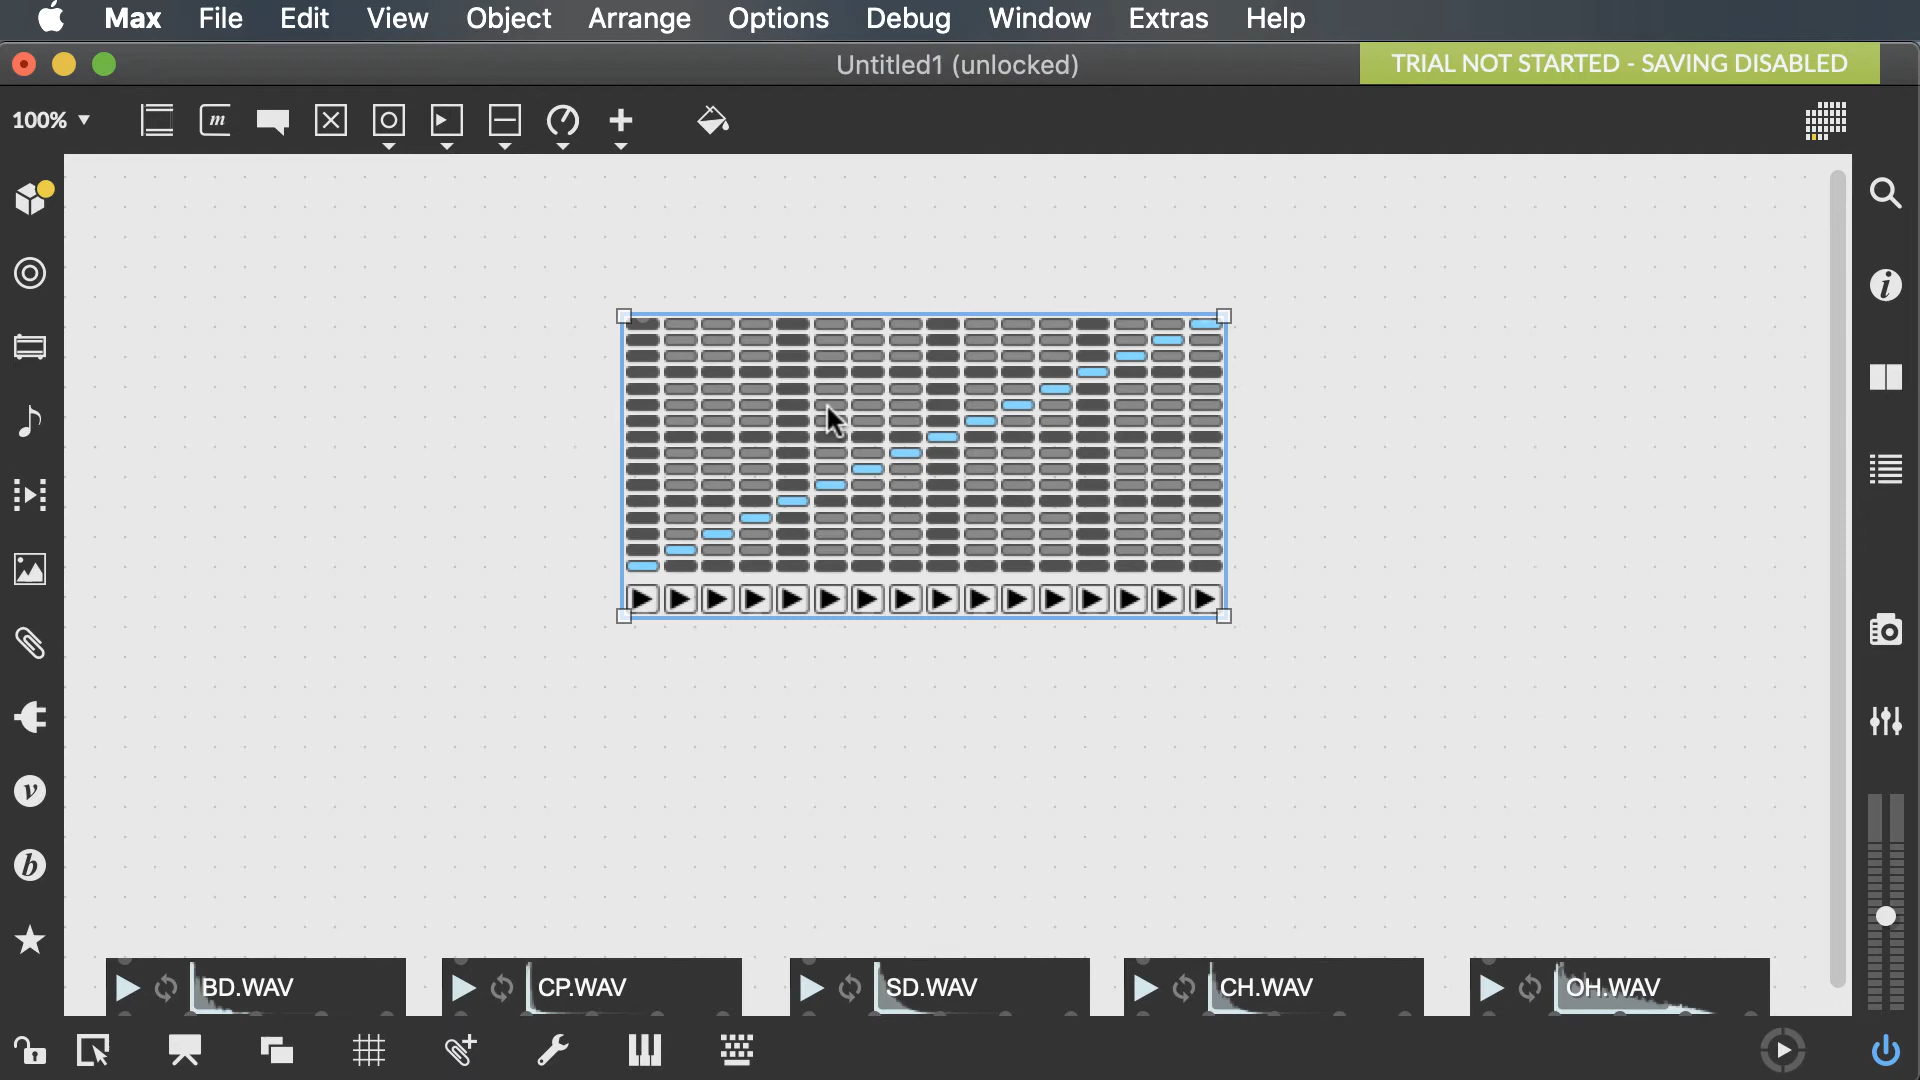 Max File Edit View Object Arrange Options Debug Window Extras Help
Untitled1 (unlocked)
TRIAL NOT STARTED - SAVING DISABLED
100%
m
i
v
b
BD.WAV
CP.WAV
SD.WAV
CH.WAV
OH.WAV